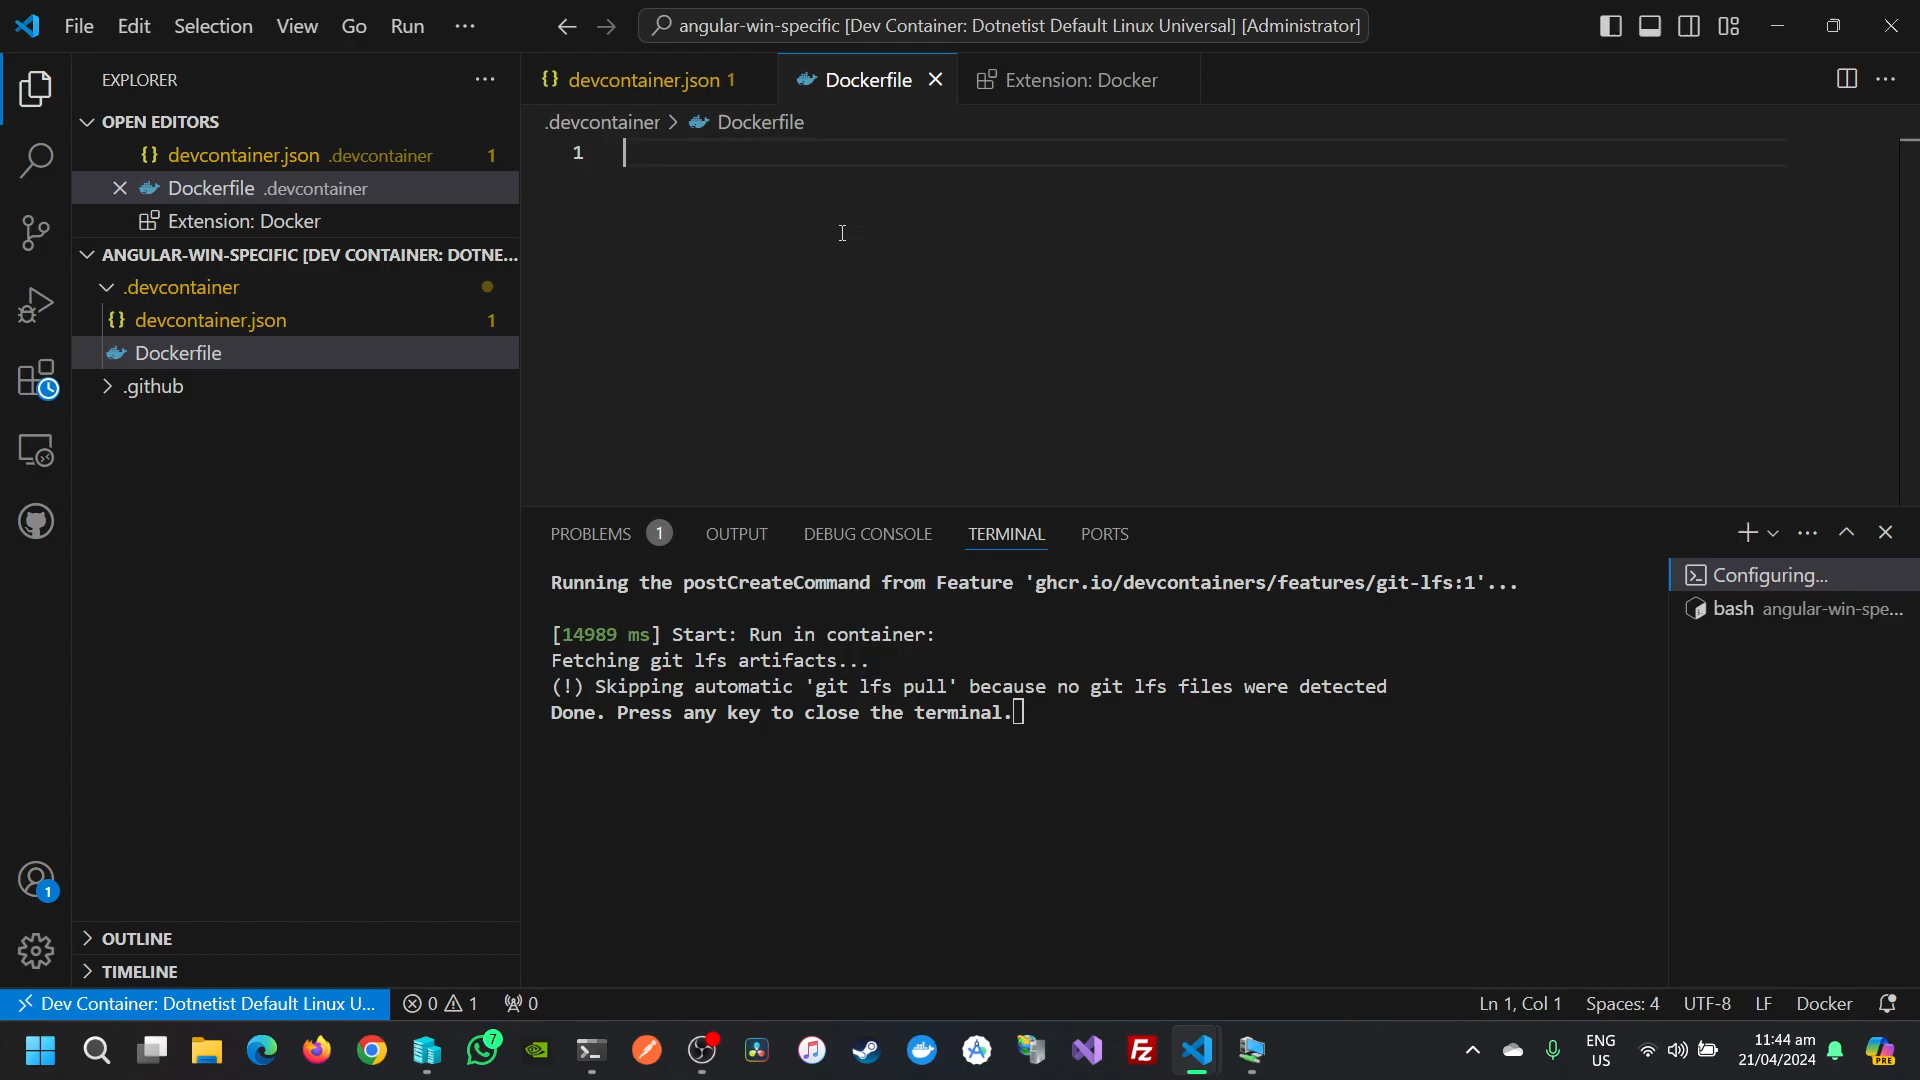 File Edit Selection View Go Run ···
angular-win-specific [Dev Container: Dotnetist Default Linux Universal] [Administrator]
EXPLORER
OPEN EDITORS
{} devcontainer.json .devcontainer 1
Dockerfile .devcontainer
Extension: Docker
ANGULAR-WIN-SPECIFIC [DEV CONTAINER: DOTNE...
.devcontainer
{} devcontainer.json 1
Dockerfile
.github
OUTLINE
TIMELINE
{} devcontainer.json 1
Dockerfile
Extension: Docker
.devcontainer > Dockerfile
1
PROBLEMS 1 OUTPUT DEBUG CONSOLE TERMINAL PORTS
Running the postCreateCommand from Feature 'ghcr.io/devcontainers/features/git-lfs:1'...
[14989 ms] Start: Run in container:
Fetching git lfs artifacts...
(!) Skipping automatic 'git lfs pull' because no git lfs files were detected
Done. Press any key to close the terminal.
Configuring...
bash angular-win-spe...
1
Dev Container: Dotnetist Default Linux U... 0 1 0
Ln 1, Col 1 Spaces: 4 UTF-8 LF Docker
7
Fz
ENG
US
11:44 am
21/04/2024
PRE